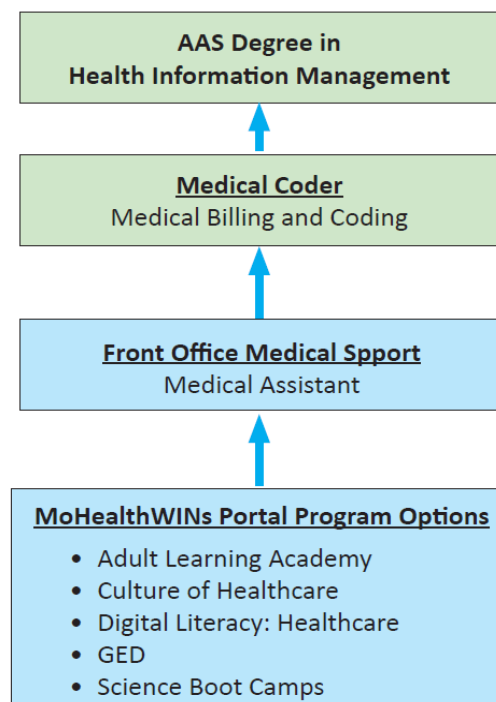 AAS Degree in
Health Information Management
Medical Coder
Medical Billing and Coding
Front Office Medical Spport
Medical Assistant
MoHealthWINs Portal Program Options
• Adult Learning Academy
• Culture of Healthcare
• Digital Literacy: Healthcare
• GED
• Science Boot Camps